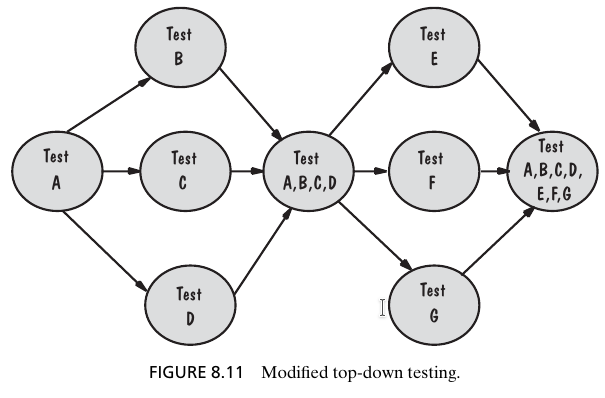 Test
B
Test
E
Test
A
Test
C
Test
A,B,C,D
Test
F
Test
A,B,C,D,
E,F,G
Test
D
Test
G
FIGURE 8.11 Modified top-down testing.